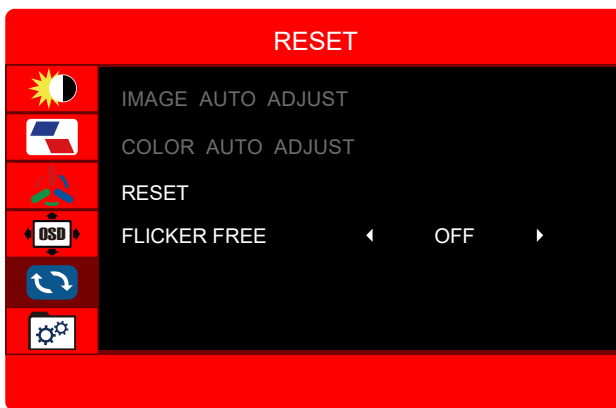 RESET
IMAGE AUTO ADJUST
COLOR AUTO ADJUST
RESET
FLICKER FREE OFF
OSD